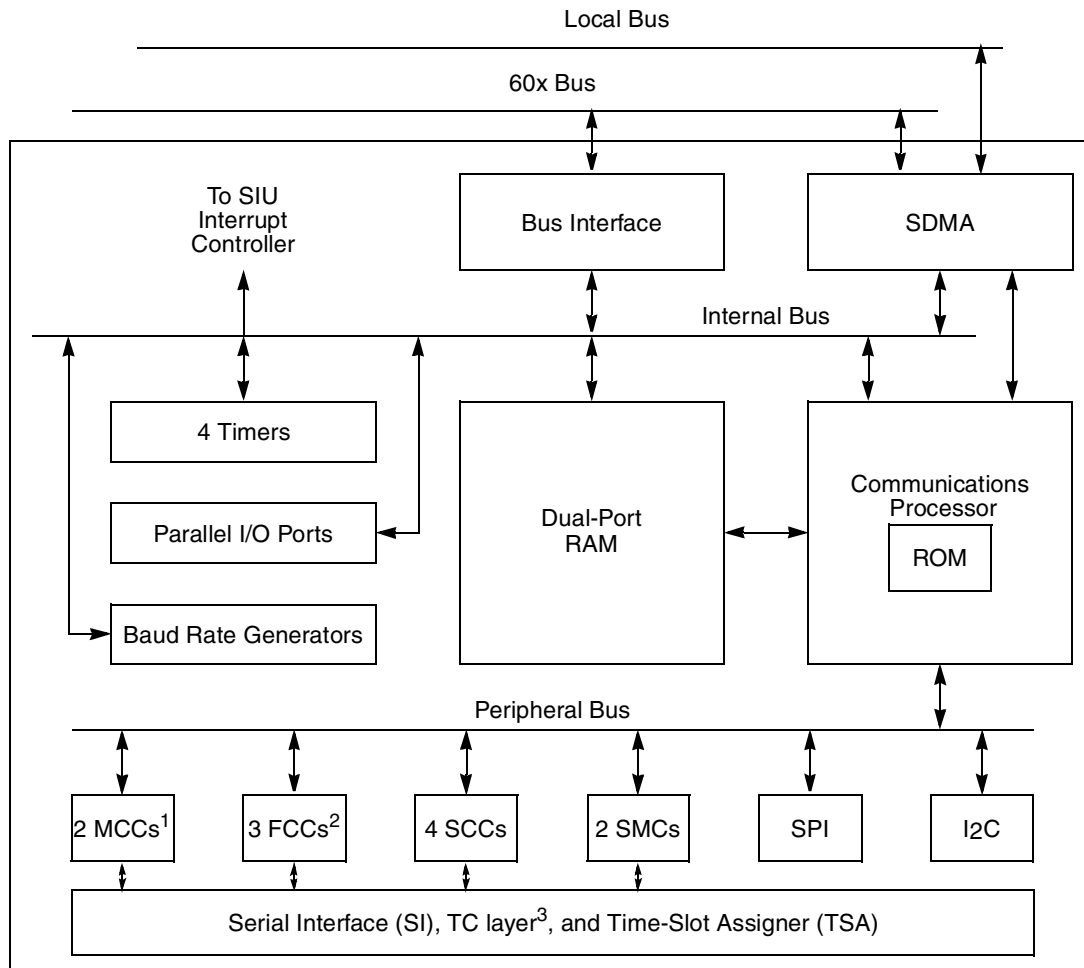 Local Bus
60x Bus
To SIU
Interrupt
Controller
Bus Interface
SDMA
Internal Bus
4 Timers
Parallel I/O Ports
Baud Rate Generators
Dual-Port
RAM
Communications
Processor
ROM
Peripheral Bus
2 MCCs¹
3 FCCs²
4 SCCs
2 SMCs
SPI
I2C
Serial Interface (SI), TC layer³, and Time-Slot Assigner (TSA)